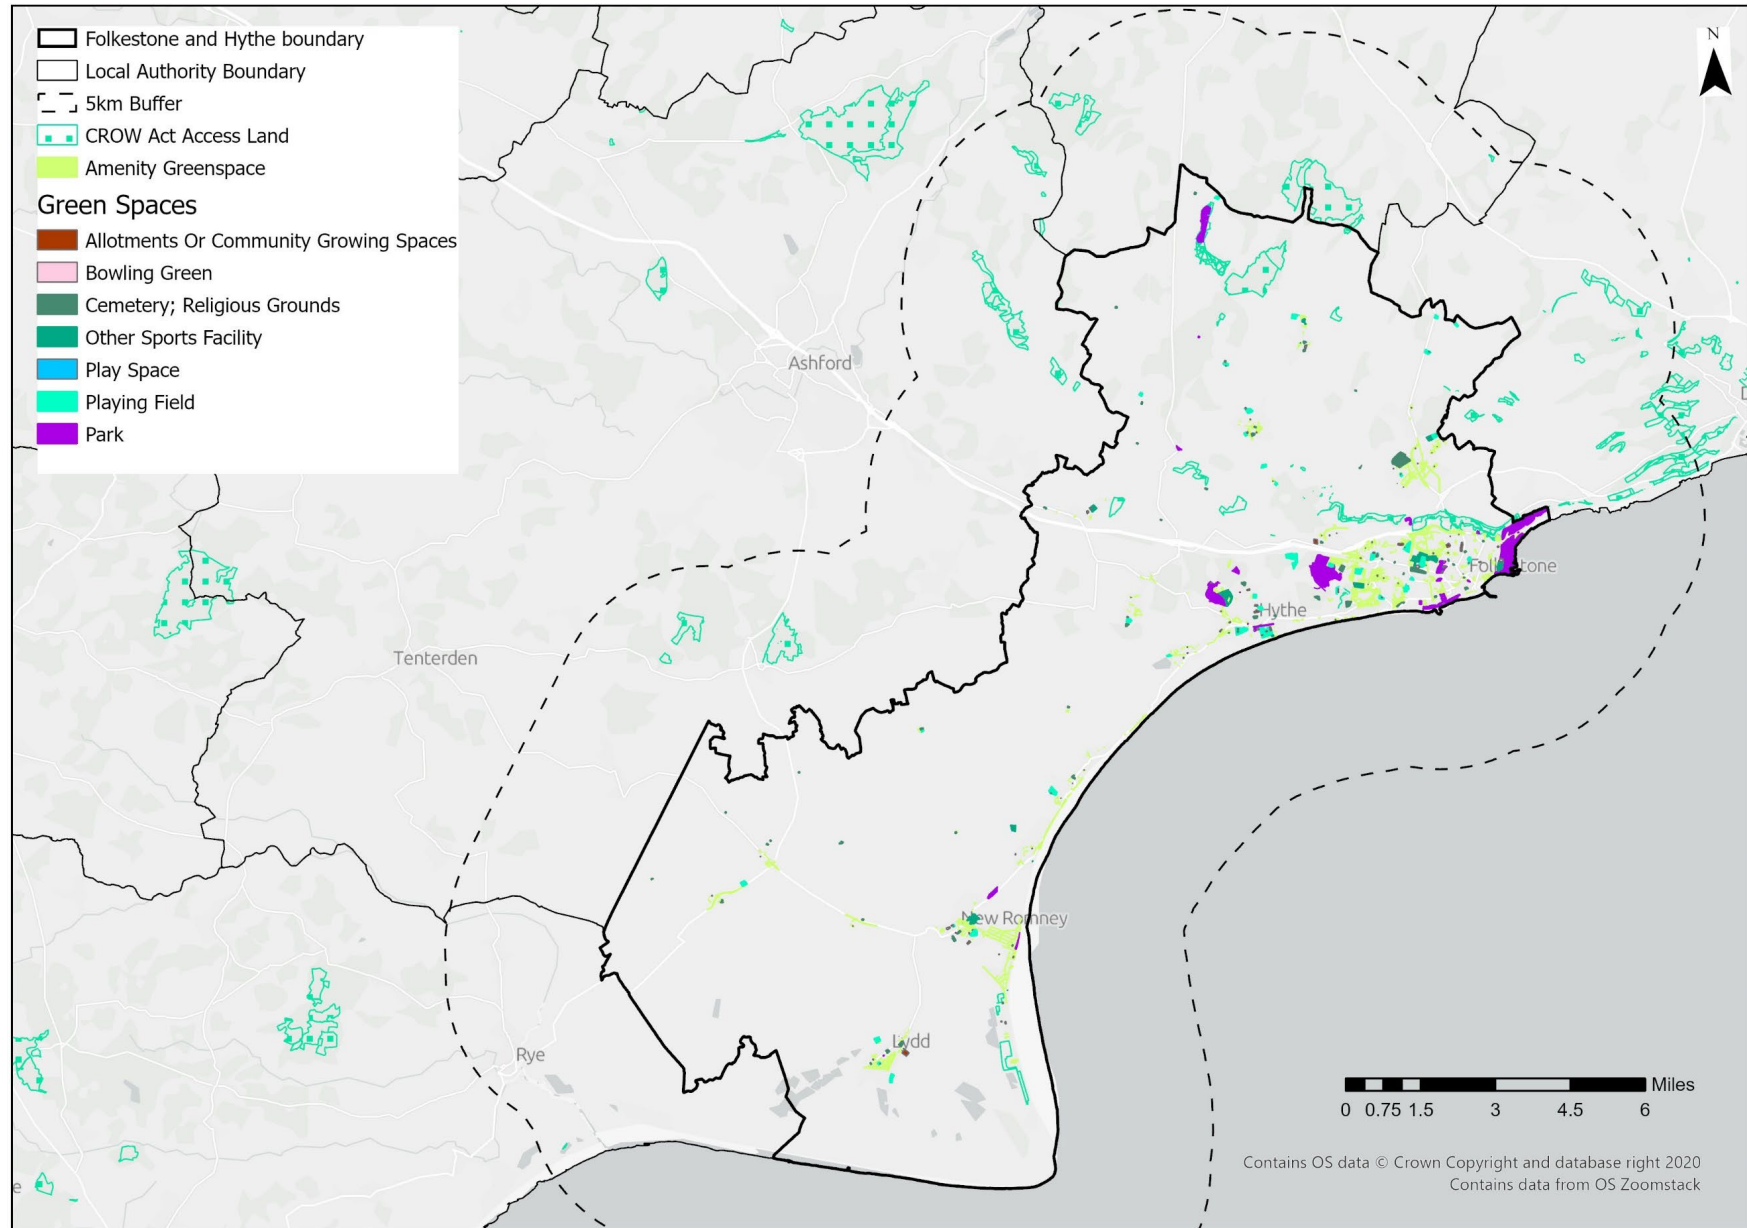 Folkestone and Hythe boundary
Local Authority Boundary
5km Buffer
CROW Act Access Land
Amenity Greenspace
Green Spaces
Allotments Or Community Growing Spaces
Bowling Green
Cemetery; Religious Grounds
Other Sports Facility
Play Space
Playing Field
Park
N
Ashford
D
Folkestone
Hythe
Tenterden
New Romney
Lydd
Rye
Miles
0 0.75 1.5 3 4.5 6
Contains OS data © Crown Copyright and database right 2020
Contains data from OS Zoomstack
e